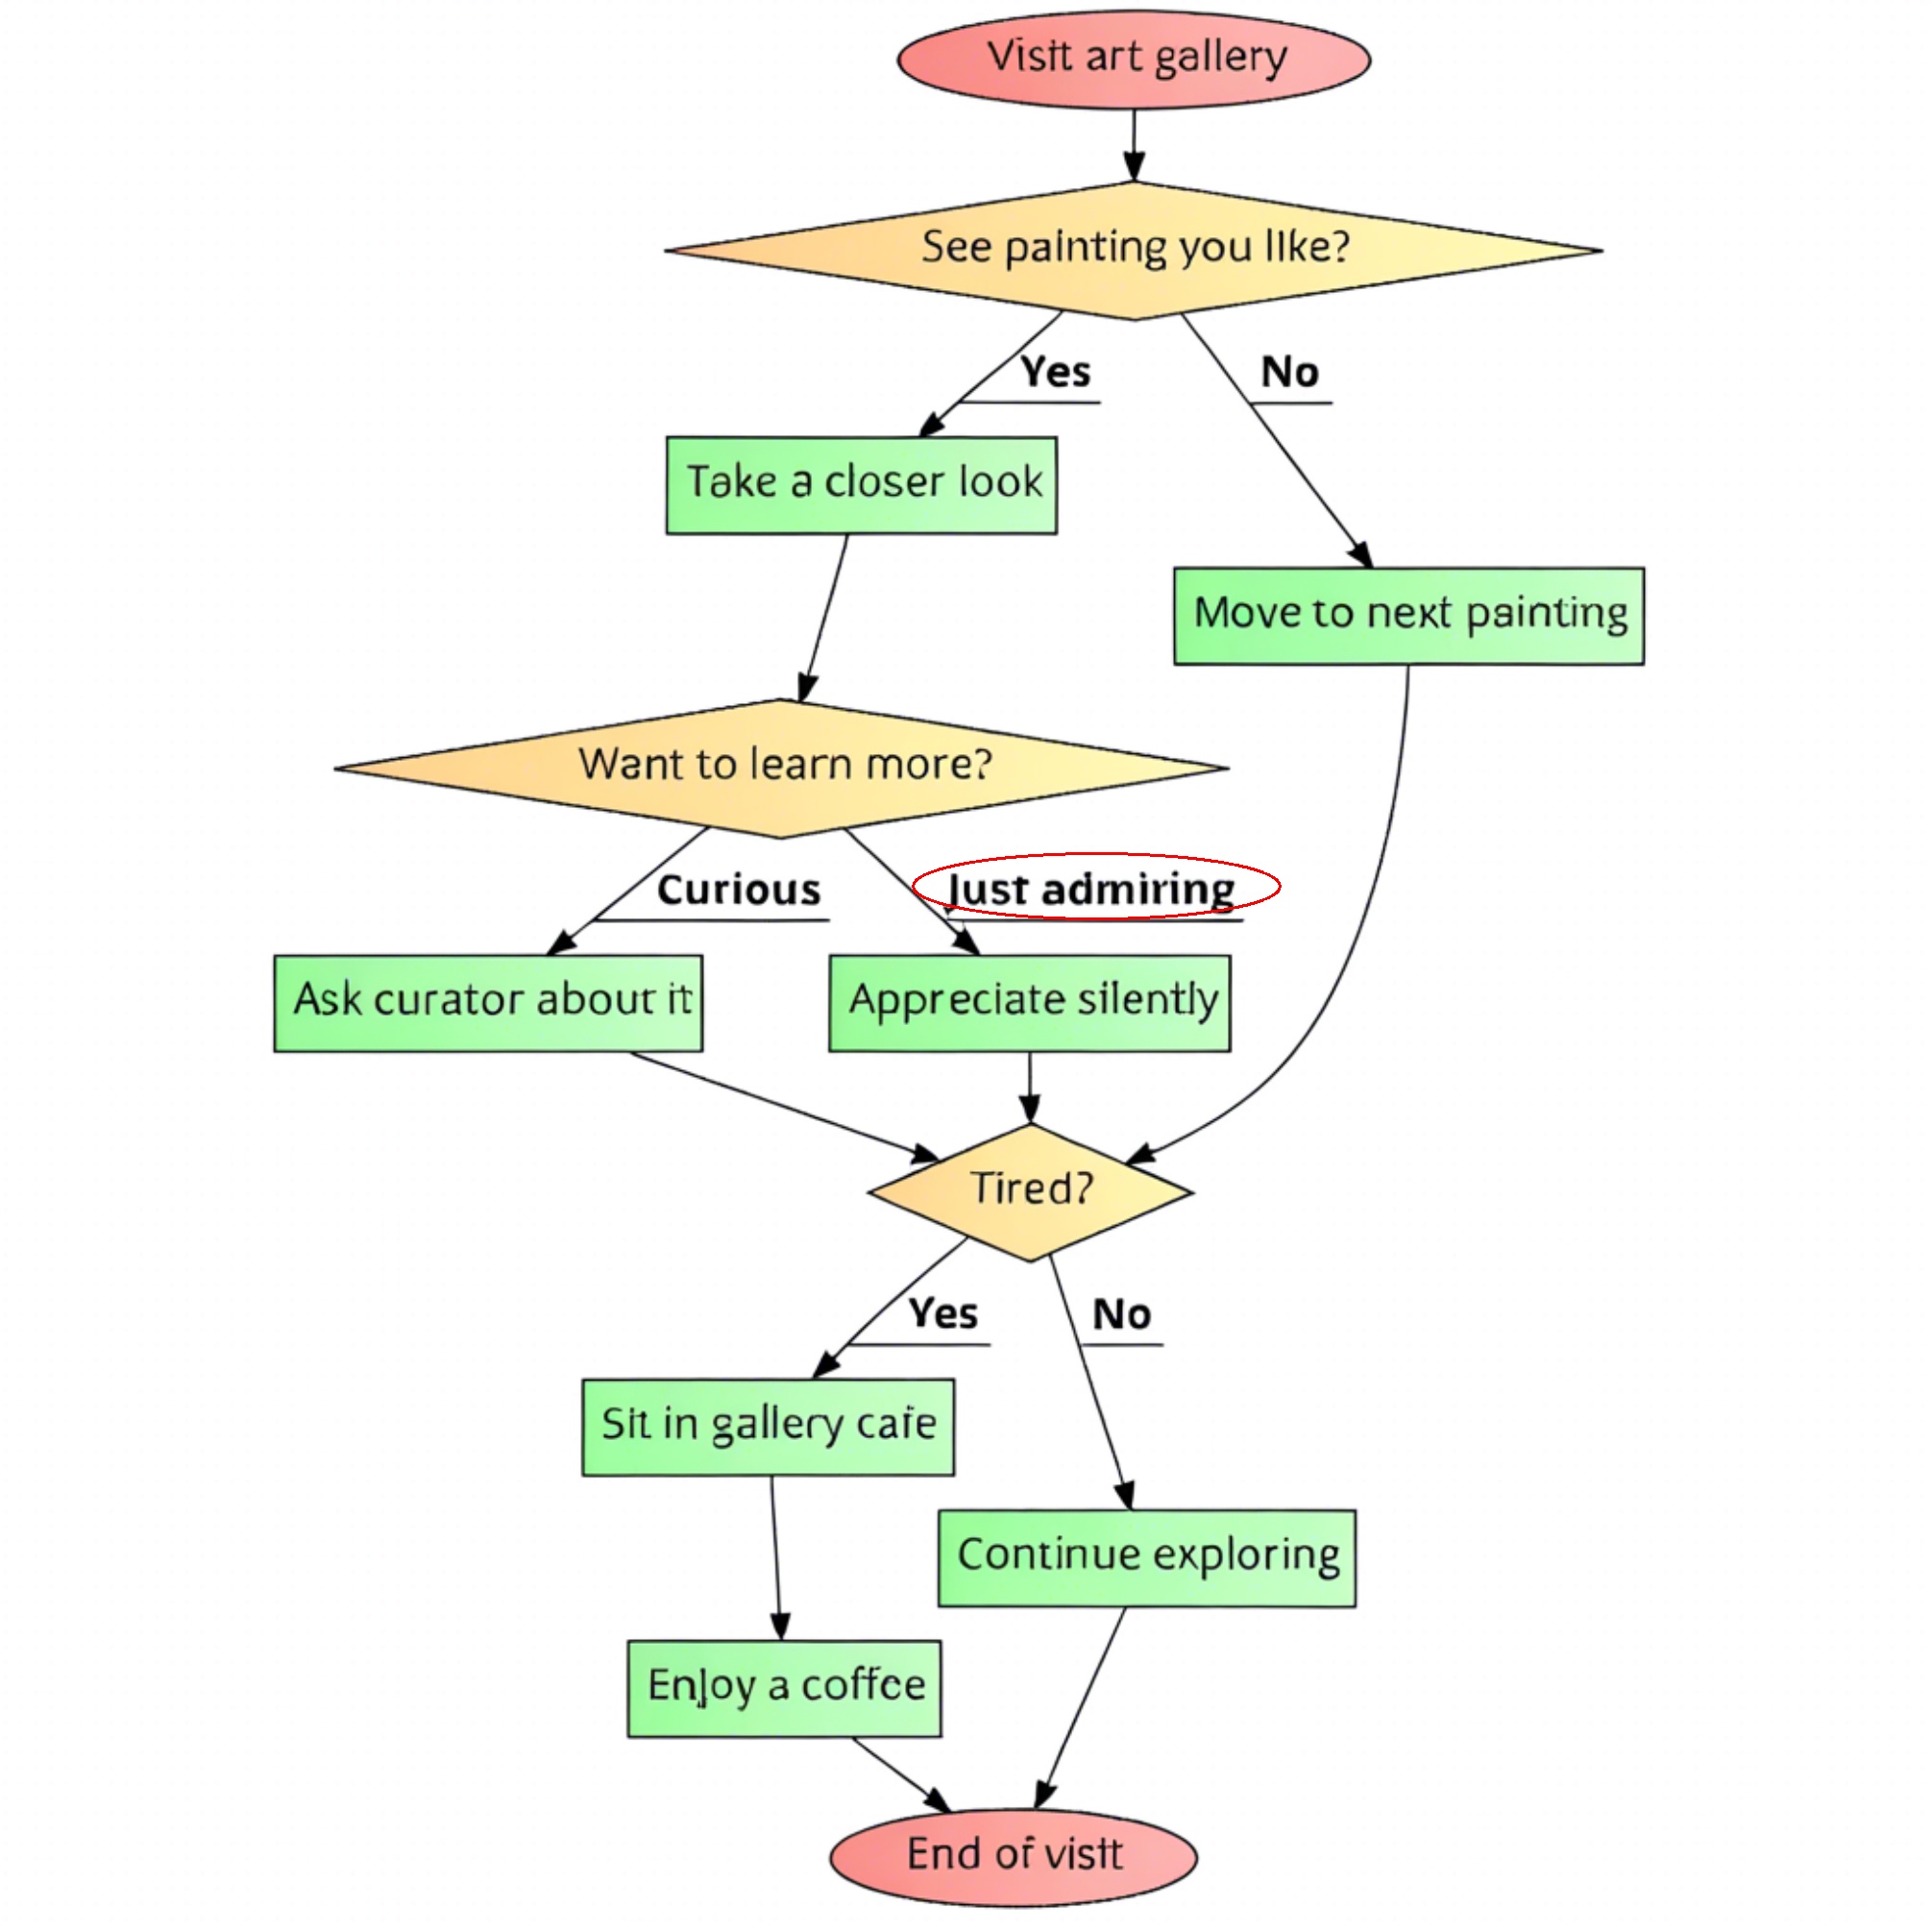 Visit art gallery
See painting you like?
Yes
No
Take a closer look
Move to next painting
Want to learn more?
Curious
Just admiring
Ask curator about it
Appreciate silently
Tired?
Yes
No
Sit in gallery cafe
Continue exploring
Enjoy a coffee
End of visit